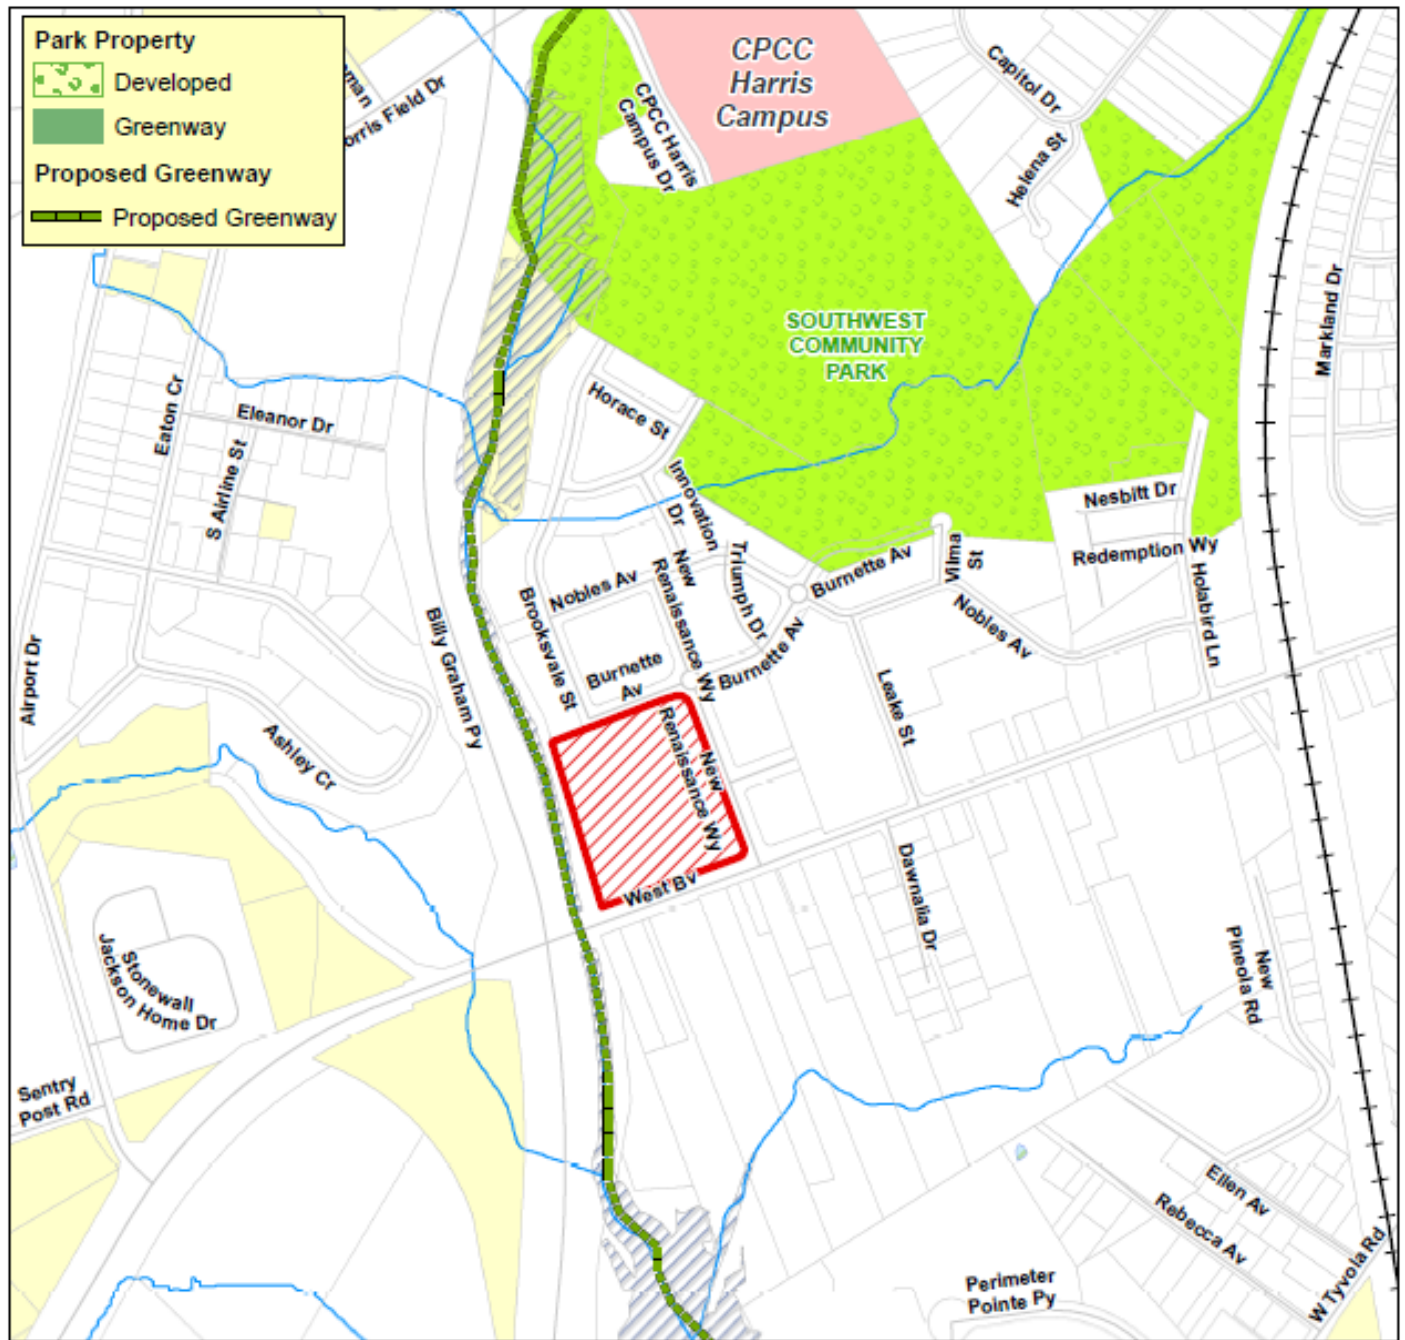 Park Property
Developed
Greenway
Proposed Greenway
Proposed Greenway
orris Field Dr
CPCC
Harris
Campus
CPCC Harris
Campus Dr
Capitol Dr
Helena St
Markland Dr
SOUTHWEST
COMMUNITY
PARK
Eaton Cr
Eleanor Dr
S Airline St
Horace St
Innovation
Dr
Nesbitt Dr
Redemption Wy
Vilma
St
Burnette Av
Triumph Dr
New
Renaissance Wy
Nobles Av
Brooksvale St
Nobles Av
Holabird Ln
Billy Graham Py
Airport Dr
Burnette
Av
Burnette Av
Leake St
Ashley Cr
New
Renaissance Wy
West Bv
Dawnalia Dr
Stonewall
Jackson Home Dr
New
Pineola Rd
Sentry
Post Rd
Ellen Av
Rebecca Av
W Tyvola Rd
Perimeter
Pointe Py